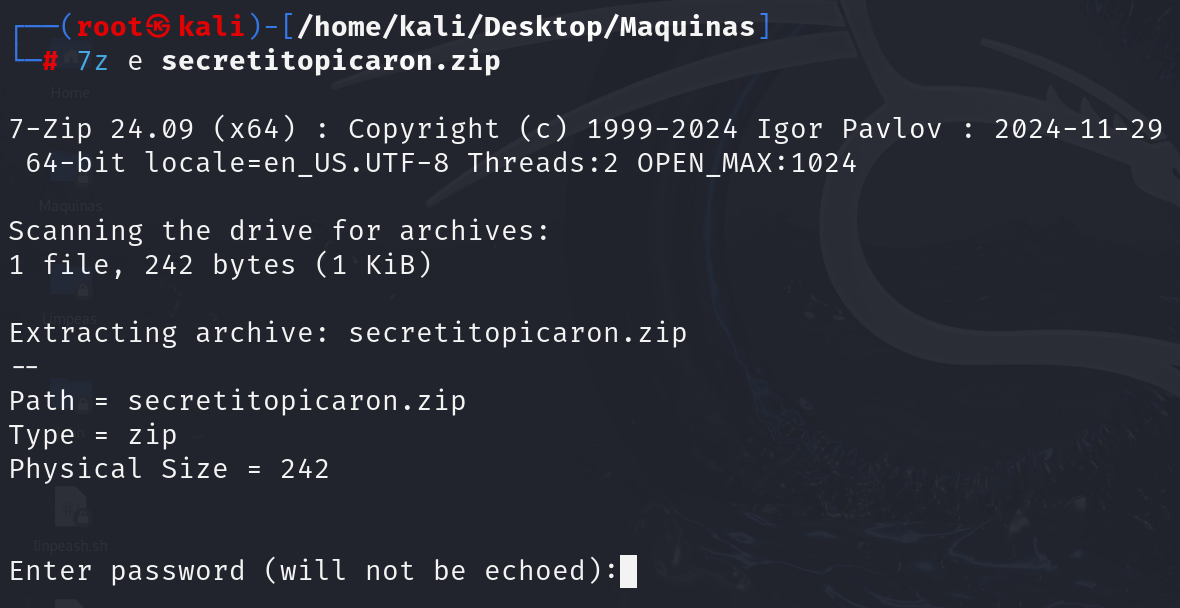 ┌──(root㉿kali)-[/home/kali/Desktop/Maquinas]
└─# 7z e secretitopicaron.zip
Home
7-Zip 24.09 (x64) : Copyright (c) 1999-2024 Igor Pavlov : 2024-11-29
64-bit locale=en_US.UTF-8 Threads:2 OPEN_MAX:1024
Maquinas
Scanning the drive for archives:
1 file, 242 bytes (1 KiB)
Linpeas
Extracting archive: secretitopicaron.zip
--
Path = secretitopicaron.zip
Type = zip
Physical Size = 242
linpeash.sh
Enter password (will not be echoed):